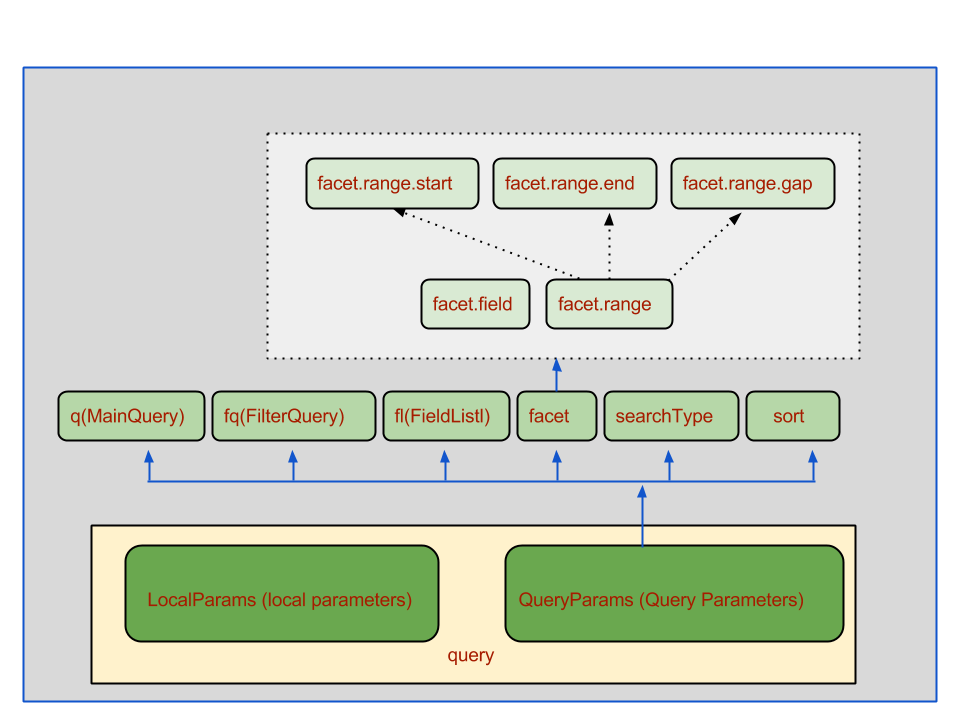 facet.range.start
facet.range.end
facet.range.gap
facet.field
facet.range
q(MainQuery)
fq(FilterQuery)
fl(FieldListl)
facet
searchType
sort
LocalParams (local parameters)
QueryParams (Query Parameters)
query